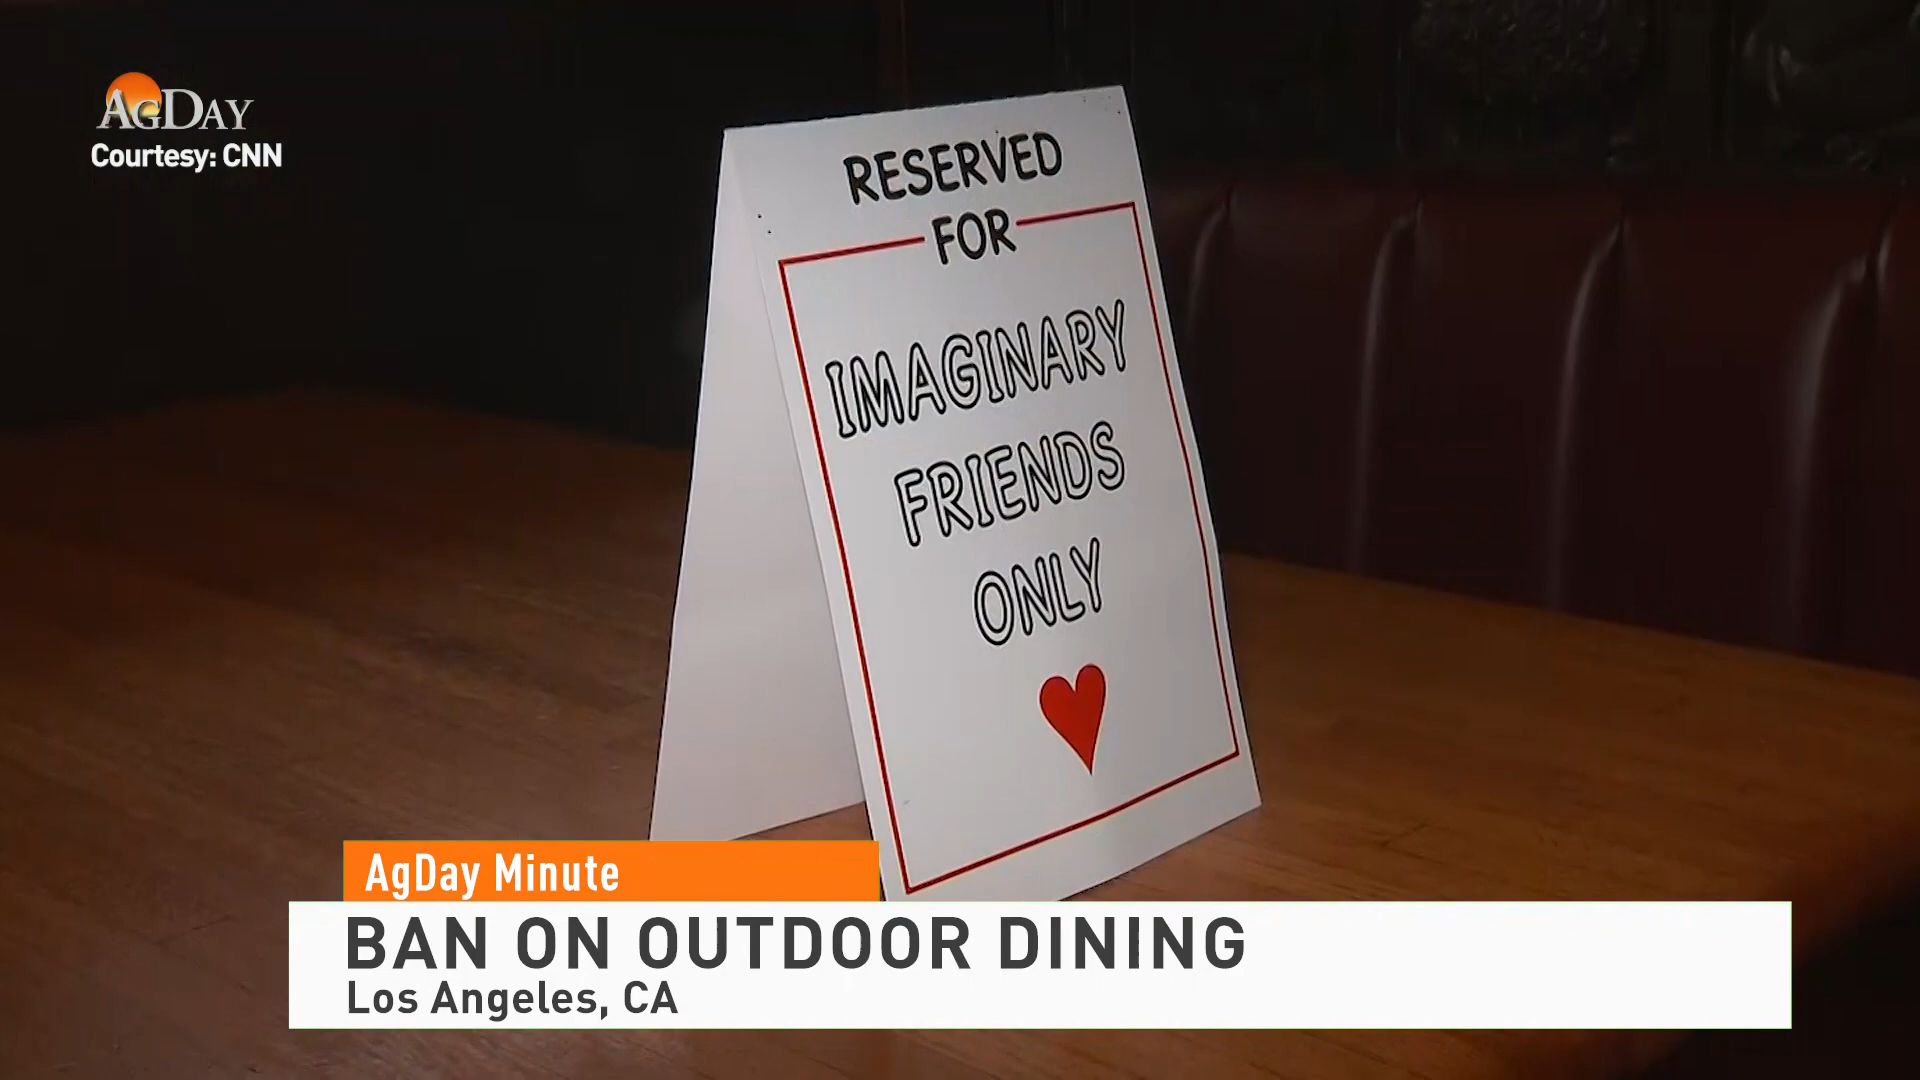 AGDAY
Courtesy: CNN
RESERVED
FOR
IMAGINARY
FRIENDS
ONLY
AgDay Minute
BAN ON OUTDOOR DINING
Los Angeles, CA